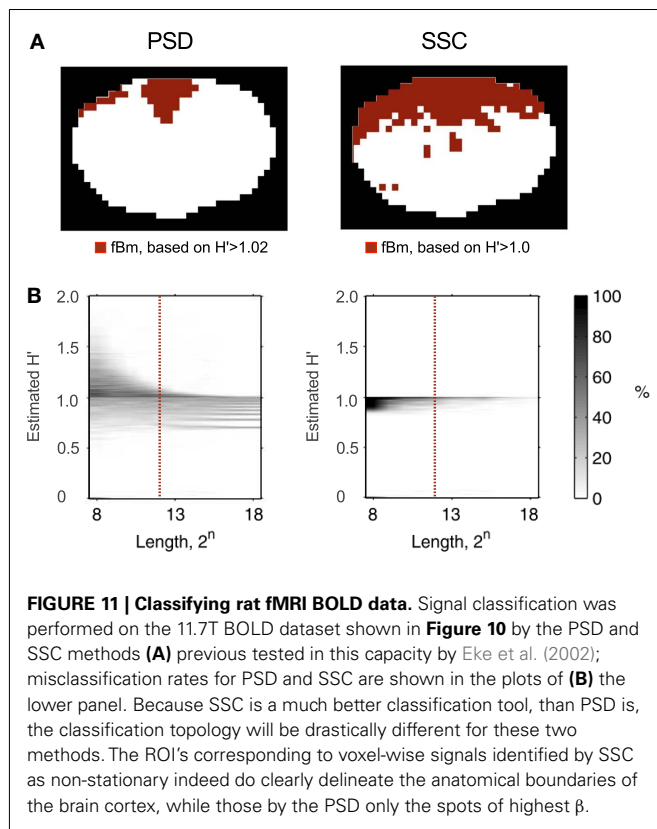 A
PSD
SSC
fBm, based on H'>1.02
fBm, based on H'>1.0
B
2.0
1.5
1.0
0.5
0
Estimated H'
8
13
18
Length, 2ⁿ
2.0
1.5
1.0
0.5
0
Estimated H'
8
13
18
Length, 2ⁿ
100
80
60
40
20
0
%
FIGURE 11 | Classifying rat fMRI BOLD data. Signal classification was
performed on the 11.7T BOLD dataset shown in Figure 10 by the PSD and
SSC methods (A) previous tested in this capacity by Eke et al. (2002);
misclassification rates for PSD and SSC are shown in the plots of (B) the
lower panel. Because SSC is a much better classification tool, than PSD is,
the classification topology will be drastically different for these two
methods. The ROI's corresponding to voxel-wise signals identified by SSC
as non-stationary indeed do clearly delineate the anatomical boundaries of
the brain cortex, while those by the PSD only the spots of highest β.